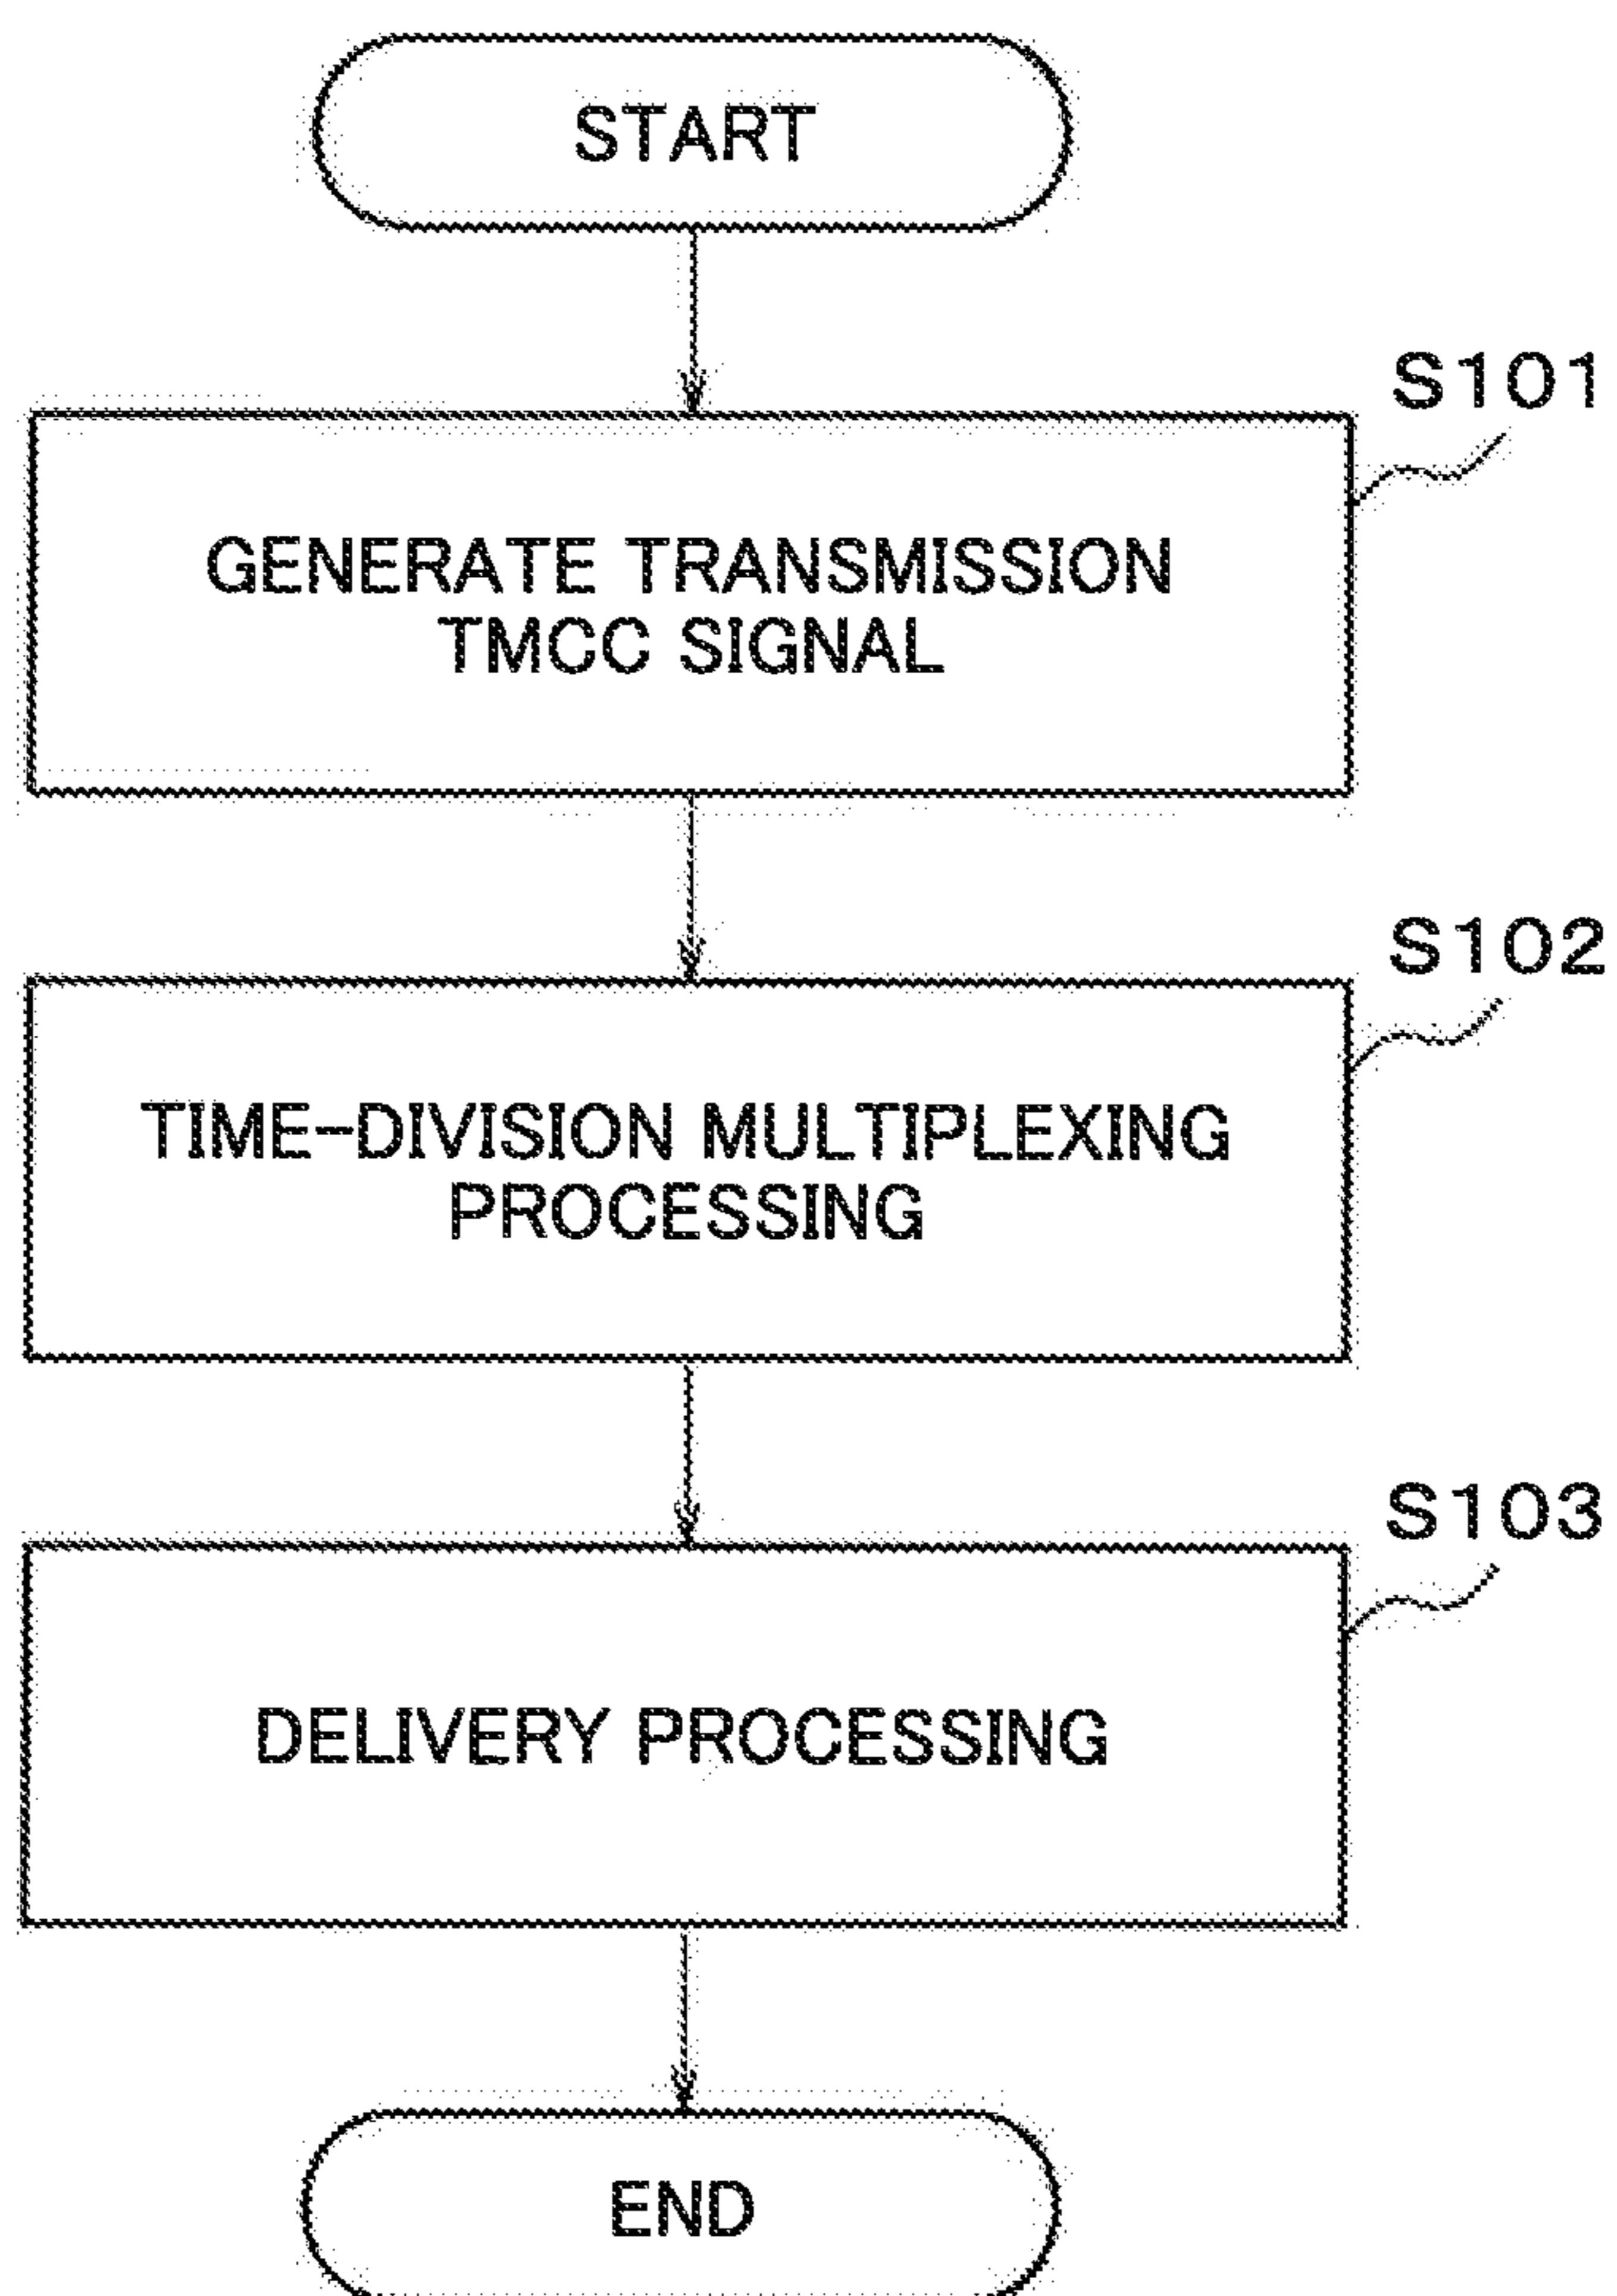 START
S101
GENERATE TRANSMISSION
TMCC SIGNAL
S102
TIME-DIVISION MULTIPLEXING
PROCESSING
S103
DELIVERY PROCESSING
END